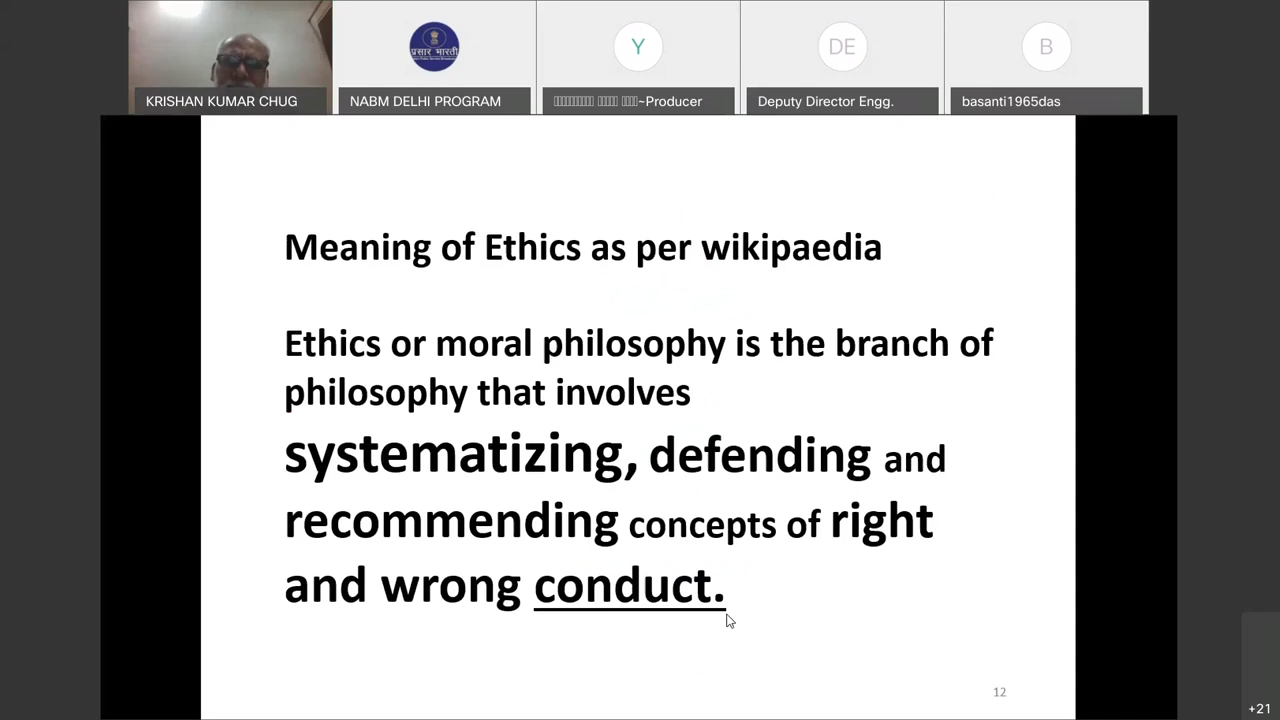 प्रसार भारती
Y
DE
B
KRISHAN KUMAR CHUG
NABM DELHI PROGRAM
~Producer
Deputy Director Engg.
basanti1965das
Meaning of Ethics as per wikipaedia
Ethics or moral philosophy is the branch of
philosophy that involves
systematizing, defending and
recommending concepts of right
and wrong conduct.
12
+21